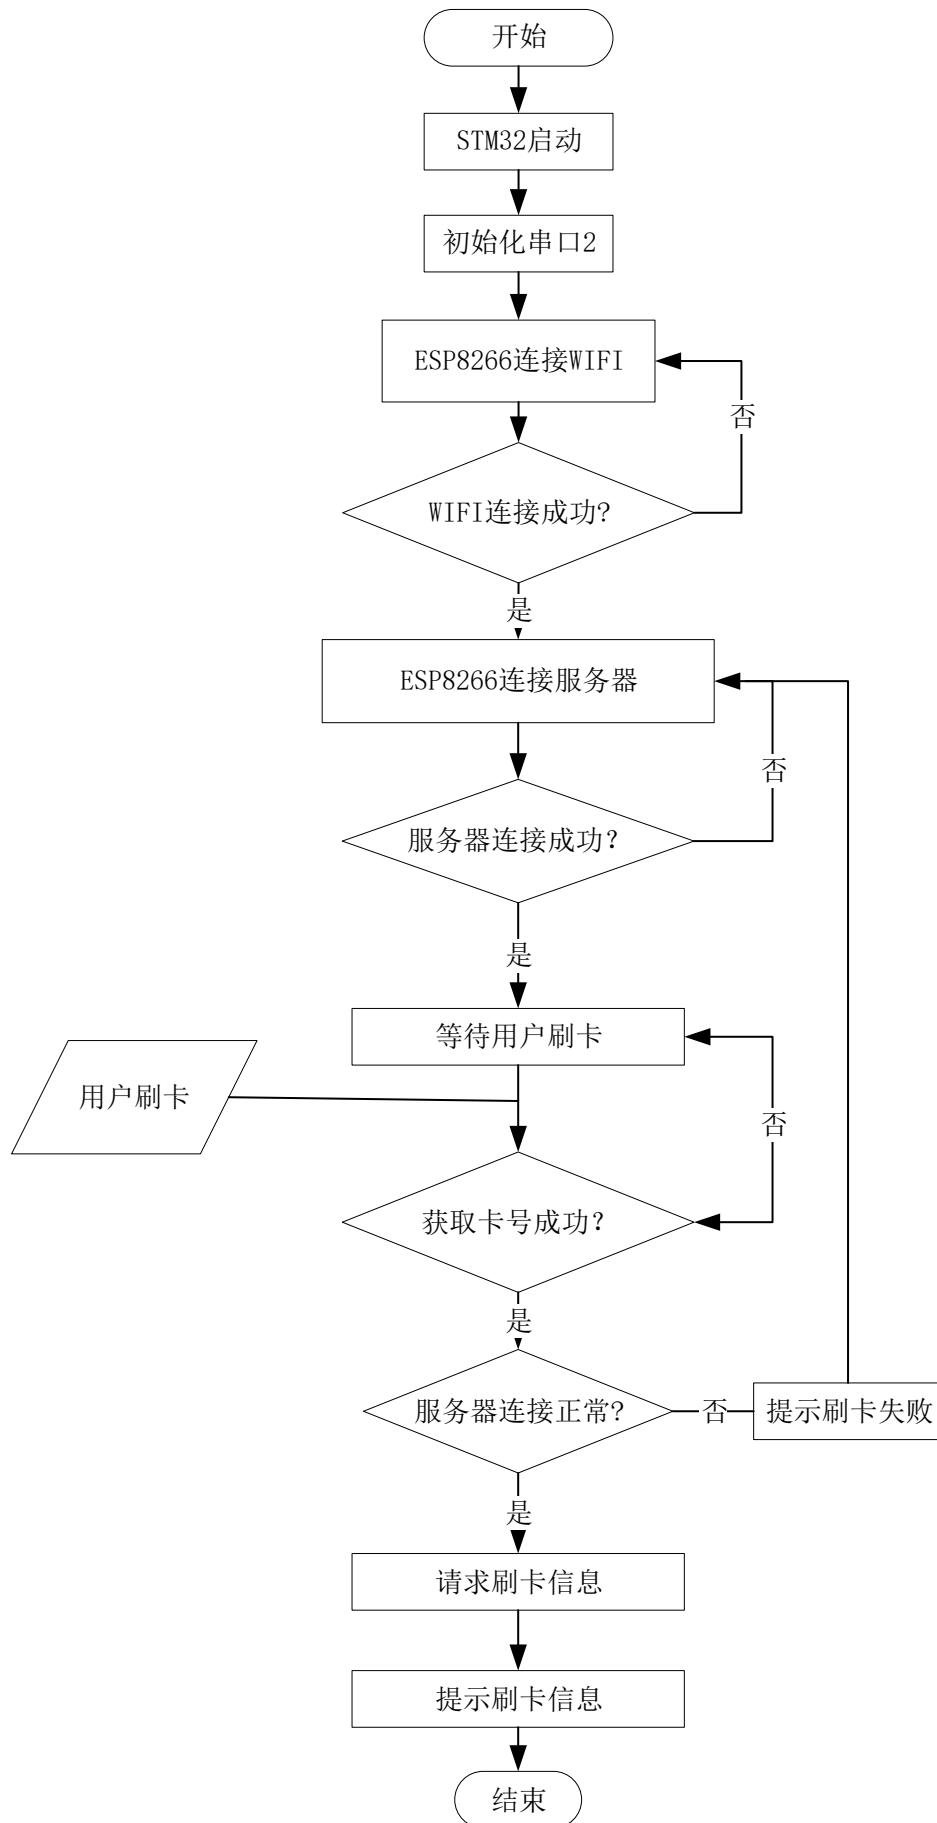 开始
STM32启动
初始化串口2
ESP8266连接WIFI
否
WIFI连接成功?
是
ESP8266连接服务器
否
服务器连接成功?
是
等待用户刷卡
用户刷卡
否
获取卡号成功?
是
服务器连接正常?
否
提示刷卡失败
是
请求刷卡信息
提示刷卡信息
结束